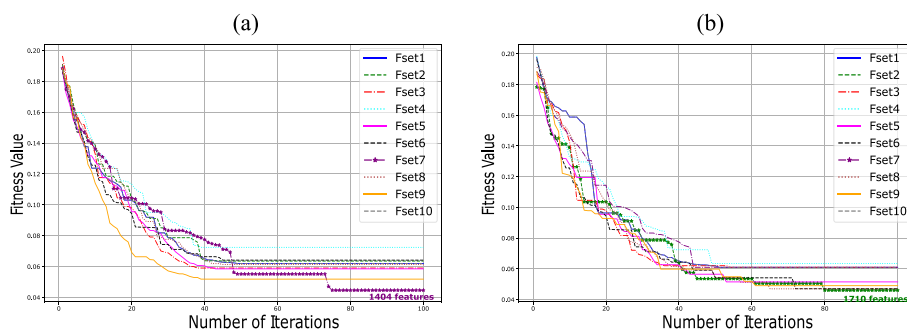 (a)
0.20
0.18
0.16
0.14
0.12
0.10
0.08
0.06
0.04
Fitness Value
0 20 40 60 80 100
Number of Iterations
Fset1
Fset2
Fset3
Fset4
Fset5
Fset6
Fset7
Fset8
Fset9
Fset10
1404 features
(b)
0.20
0.18
0.16
0.14
0.12
0.10
0.08
0.06
0.04
Fitness Value
0 20 40 60 80
Number of Iterations
Fset1
Fset2
Fset3
Fset4
Fset5
Fset6
Fset7
Fset8
Fset9
Fset10
1710 features